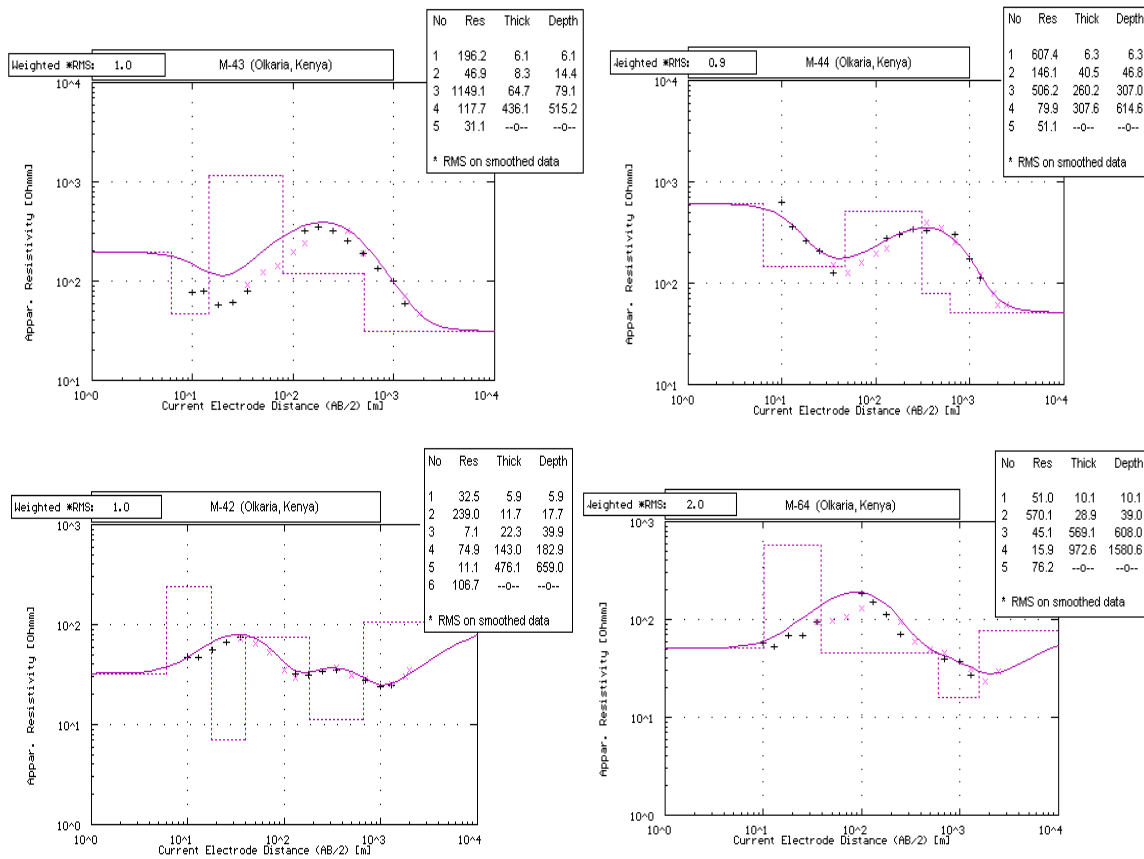 No Res Thick Depth
1 196.2 6.1 6.1
2 46.9 8.3 14.4
3 1149.1 64.7 79.1
4 117.7 436.1 515.2
5 31.1 --o-- --o--
* RMS on smoothed data
Weighted *RMS: 1.0
M-43 (Olkaria, Kenya)
10^4
10^3
10^2
10^1
Appar. Resistivity [Ohmm]
10^0 10^1 10^2 10^3 10^4
Current Electrode Distance (AB/2) [m]
No Res Thick Depth
1 607.4 6.3 6.3
2 146.1 40.5 46.8
3 506.2 260.2 307.0
4 79.9 307.6 614.6
5 51.1 --o-- --o--
* RMS on smoothed data
Weighted *RMS: 0.9
M-44 (Olkaria, Kenya)
10^4
10^3
10^2
10^1
Appar. Resistivity [Ohmm]
10^0 10^1 10^2 10^3 10^4
Current Electrode Distance (AB/2) [m]
No Res Thick Depth
1 32.5 5.9 5.9
2 239.0 11.7 17.7
3 7.1 22.3 39.9
4 74.9 143.0 182.9
5 11.1 476.1 659.0
6 106.7 --o-- --o--
* RMS on smoothed data
Weighted *RMS: 1.0
M-42 (Olkaria, Kenya)
10^3
10^2
10^1
10^0
Appar. Resistivity [Ohmm]
10^0 10^1 10^2 10^3 10^4
Current Electrode Distance (AB/2) [m]
No Res Thick Depth
1 51.0 10.1 10.1
2 570.1 28.9 39.0
3 45.1 569.1 608.0
4 15.9 972.6 1580.6
5 76.2 --o-- --o--
* RMS on smoothed data
Weighted *RMS: 2.0
M-64 (Olkaria, Kenya)
10^3
10^2
10^1
10^0
Appar. Resistivity [Ohmm]
10^0 10^1 10^2 10^3 10^4
Current Electrode Distance (AB/2) [m]